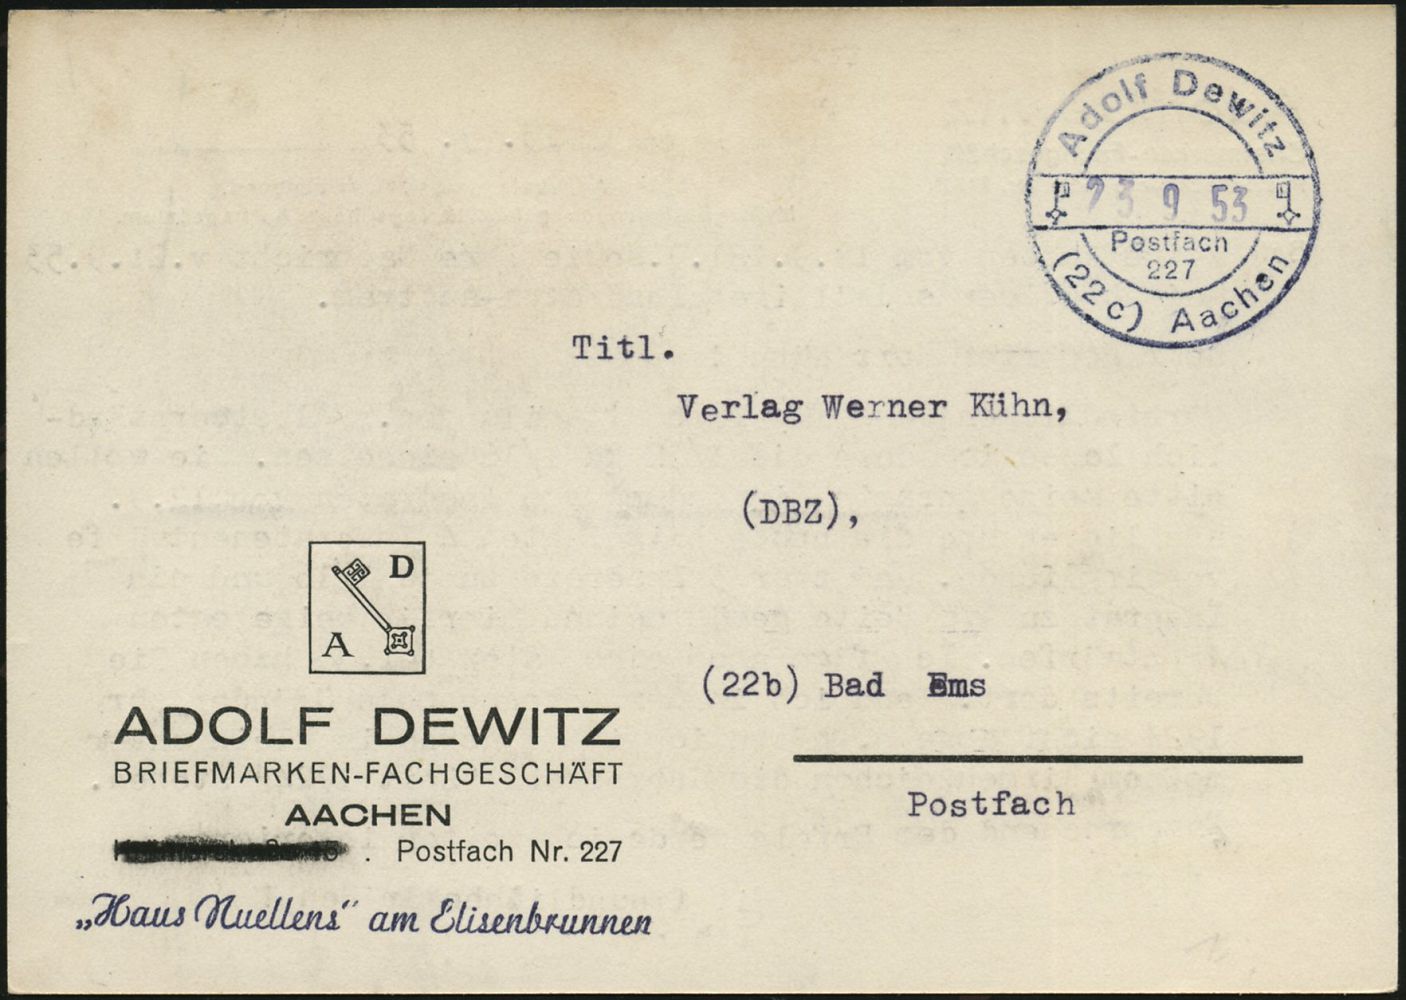 Adolf Dewitz
23. 9. 53
Postfach
227
(22c) Aachen
Titl.
Verlag Werner Kühn,
(DBZ),
D
A
(22b) Bad Ems
ADOLF DEWITZ
BRIEFMARKEN-FACHGESCHÄFT
AACHEN
. Postfach Nr. 227
Postfach
„Haus Nuellens“ am Elisenbrunnen